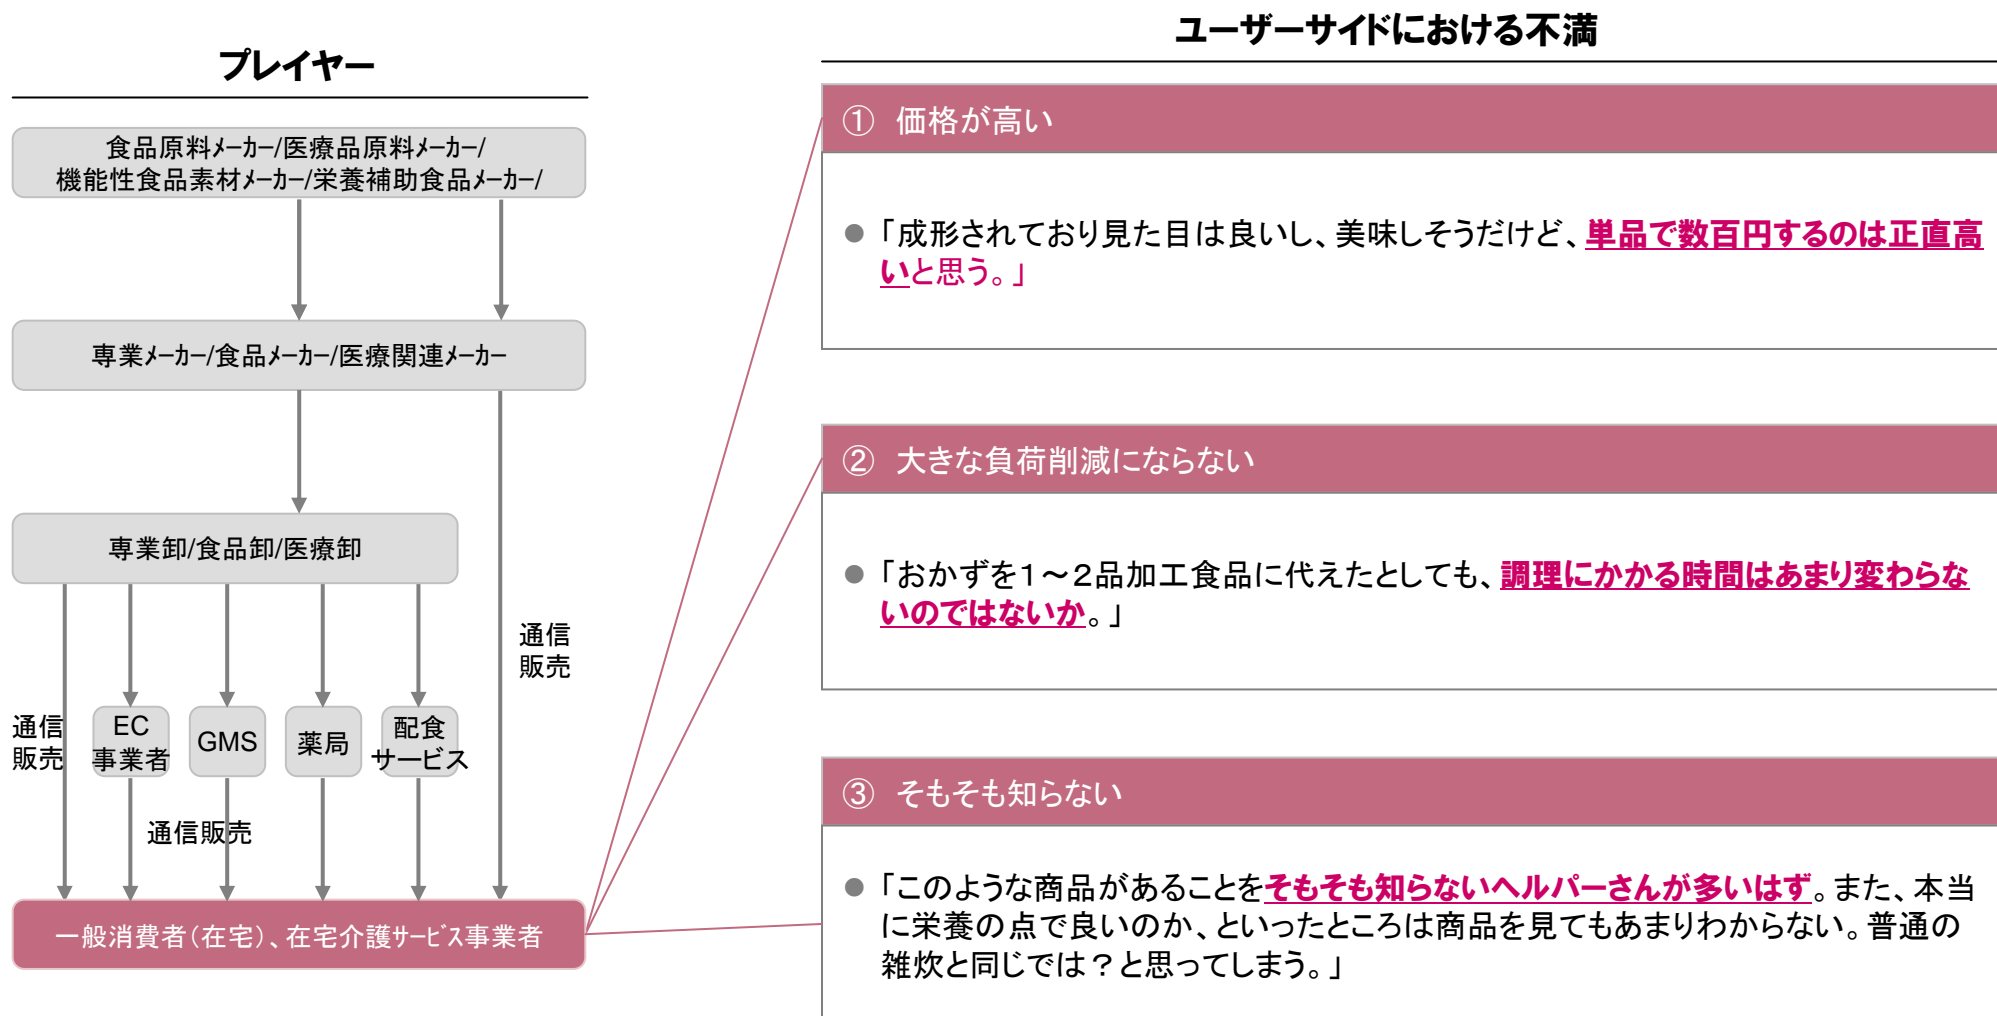 プレイヤー
食品原料ﾒｰｶｰ/医療品原料ﾒｰｶｰ/
機能性食品素材ﾒｰｶｰ/栄養補助食品ﾒｰｶｰ/
専業ﾒｰｶｰ/食品ﾒｰｶｰ/医療関連ﾒｰｶｰ
専業卸/食品卸/医療卸
通信
販売
通信
販売
EC
事業者
GMS
薬局
配食
サービス
通信販売
一般消費者（在宅）、在宅介護ｻｰﾋﾞｽ事業者
ユーザーサイドにおける不満
① 価格が高い
● 「成形されており見た目は良いし、美味しそうだけど、単品で数百円するのは正直高
いと思う。」
② 大きな負荷削減にならない
● 「おかずを１～２品加工食品に代えたとしても、調理にかかる時間はあまり変わらな
いのではないか。」
③ そもそも知らない
● 「このような商品があることをそもそも知らないヘルパーさんが多いはず。また、本当
に栄養の点で良いのか、といったところは商品を見てもあまりわからない。普通の
雑炊と同じでは？と思ってしまう。」